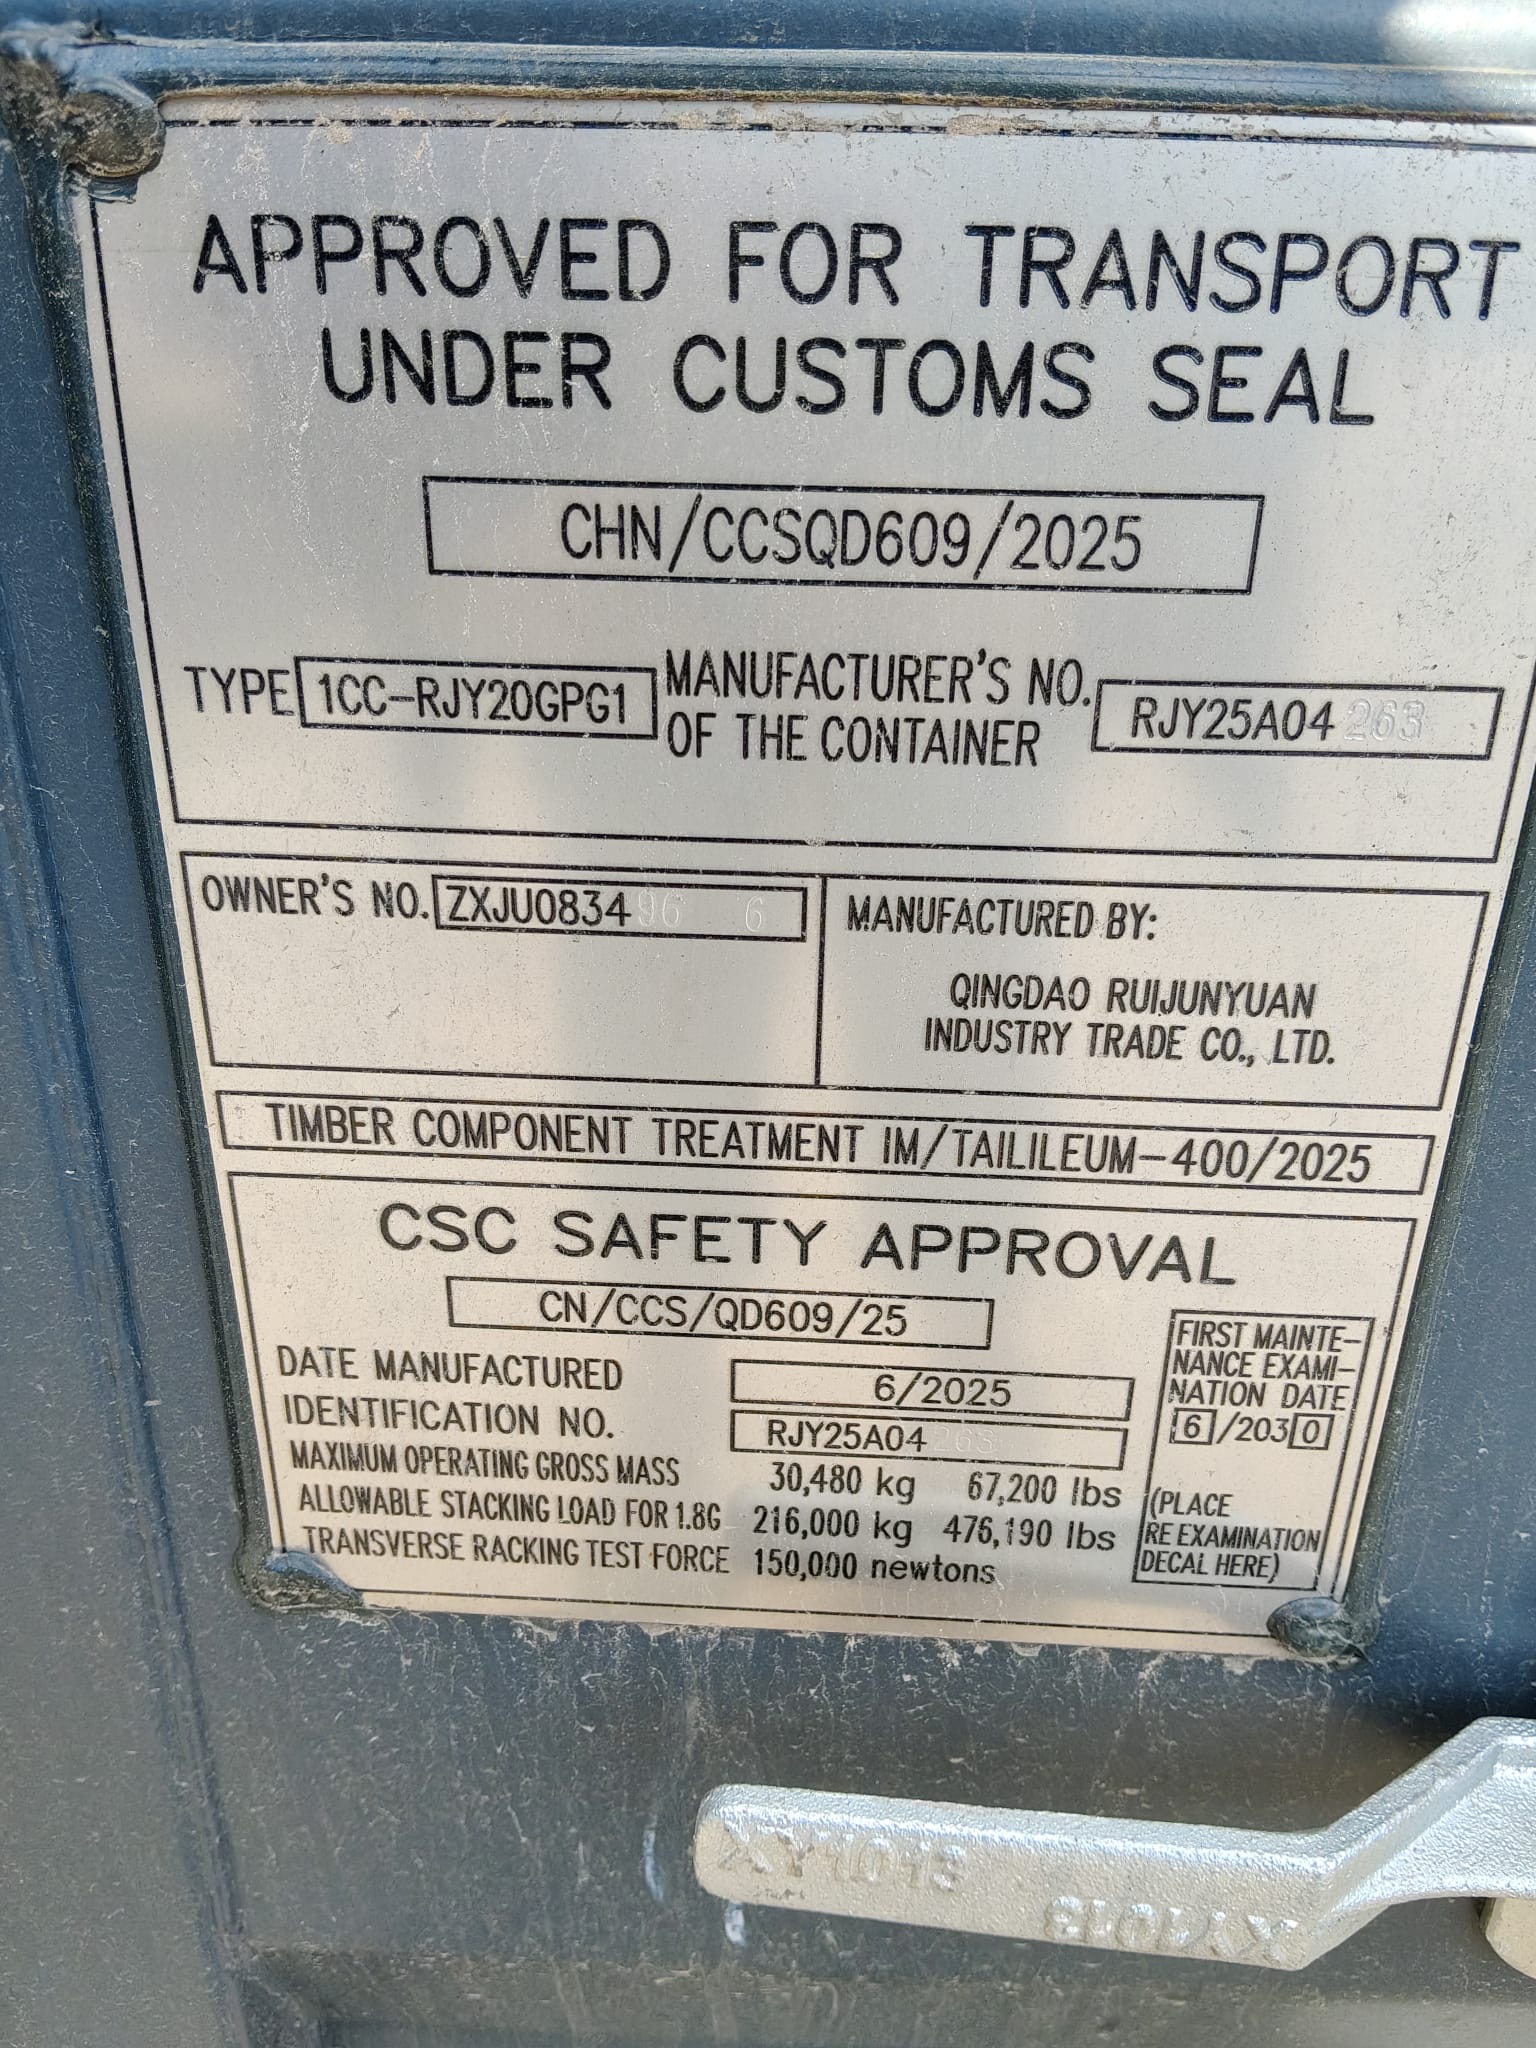 APPROVED FOR TRANSPORT
UNDER CUSTOMS SEAL
CHN/CCSQD609/2025
TYPE 1CC-RJY20GPG1 MANUFACTURER'S NO. OF THE CONTAINER RJY25A04 263
OWNER'S NO. ZXJU0834 96 6
MANUFACTURED BY:
QINGDAO RUIJUNYUAN
INDUSTRY TRADE CO., LTD.
TIMBER COMPONENT TREATMENT IM/TAILILEUM-400/2025
CSC SAFETY APPROVAL
CN/CCS/QD609/25
DATE MANUFACTURED 6/2025
IDENTIFICATION NO. RJY25A04 263
MAXIMUM OPERATING GROSS MASS 30,480 kg 67,200 lbs
ALLOWABLE STACKING LOAD FOR 1.8G 216,000 kg 476,190 lbs
TRANSVERSE RACKING TEST FORCE 150,000 newtons
FIRST MAINTE-
NANCE EXAMI-
NATION DATE
6/2030
(PLACE
RE EXAMINATION
DECAL HERE)